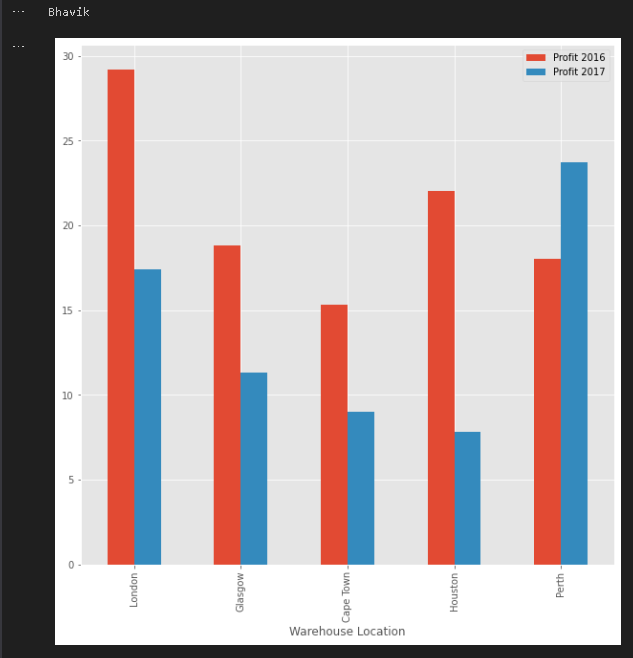 Bhavik
Profit 2016
Profit 2017
30
25
20
15
10
5
0
London
Glasgow
Cape Town
Houston
Perth
Warehouse Location